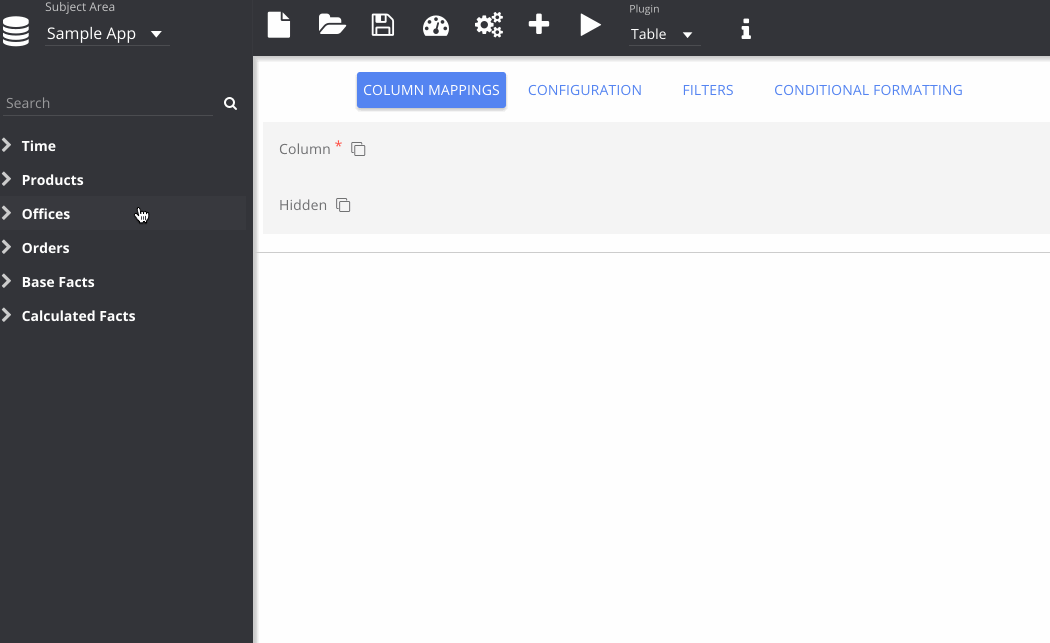 Subject Area
Sample App
Plugin
Table
Search
Time
Products
Offices
Orders
Base Facts
Calculated Facts
COLUMN MAPPINGS
CONFIGURATION
FILTERS
CONDITIONAL FORMATTING
Column *
Hidden